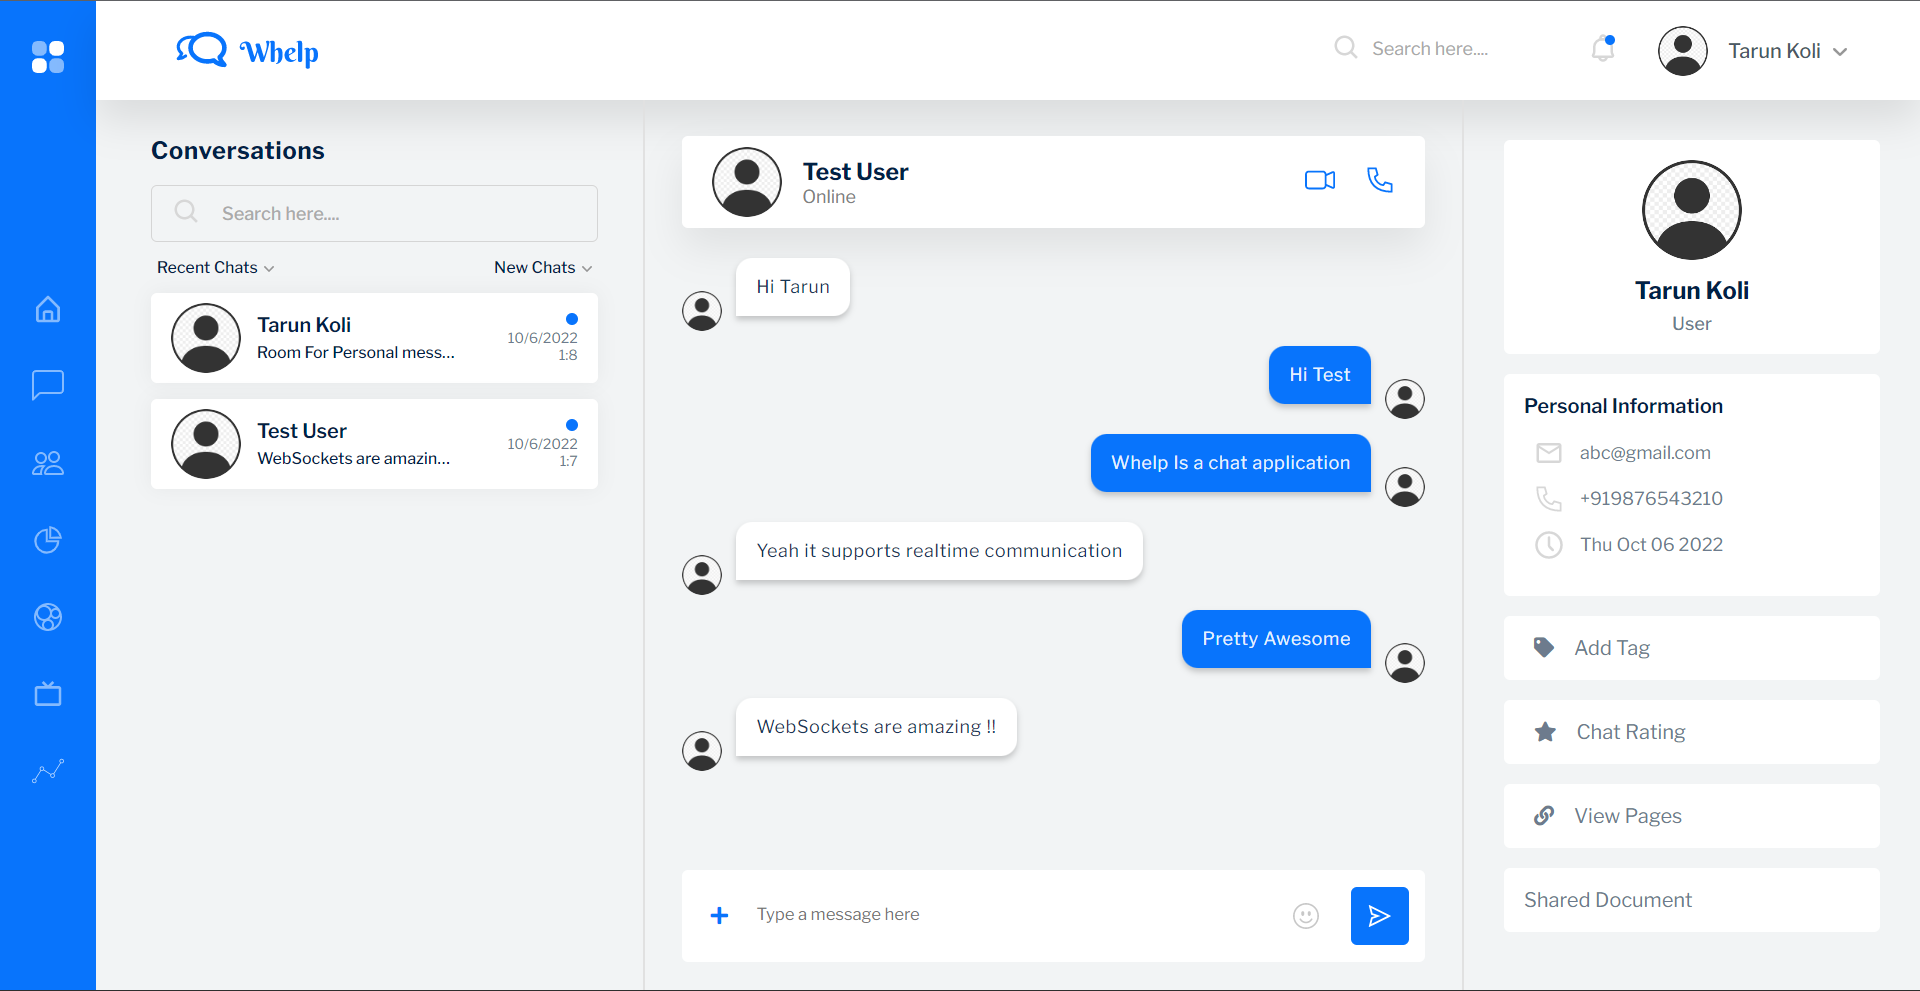 Whelp
Search here....
Tarun Koli
Conversations
Search here....
Recent Chats
New Chats
Tarun Koli
Room For Personal mess...
10/6/2022
1:8
Test User
WebSockets are amazin...
10/6/2022
1:7
Test User
Online
Hi Tarun
Hi Test
Whelp Is a chat application
Yeah it supports realtime communication
Pretty Awesome
WebSockets are amazing !!
Type a message here
Tarun Koli
User
Personal Information
abc@gmail.com
+919876543210
Thu Oct 06 2022
Add Tag
Chat Rating
View Pages
Shared Document